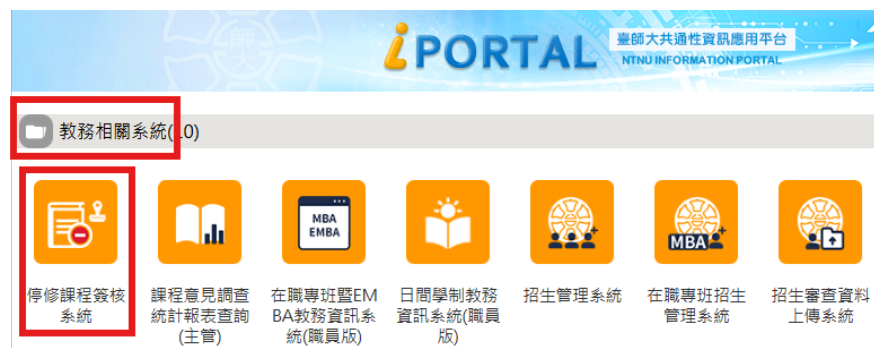 iPORTAL
臺師大共通性資訊應用平台
NTNU INFORMATION PORTAL
教務相關系統(10)
MBA
EMBA
MBA
停修課程簽核
系統
課程意見調查
統計報表查詢
(主管)
在職專班暨EM
BA教務資訊系
統(職員版)
日間學制教務
資訊系統(職員
版)
招生管理系統
在職專班招生
管理系統
招生審查資料
上傳系統